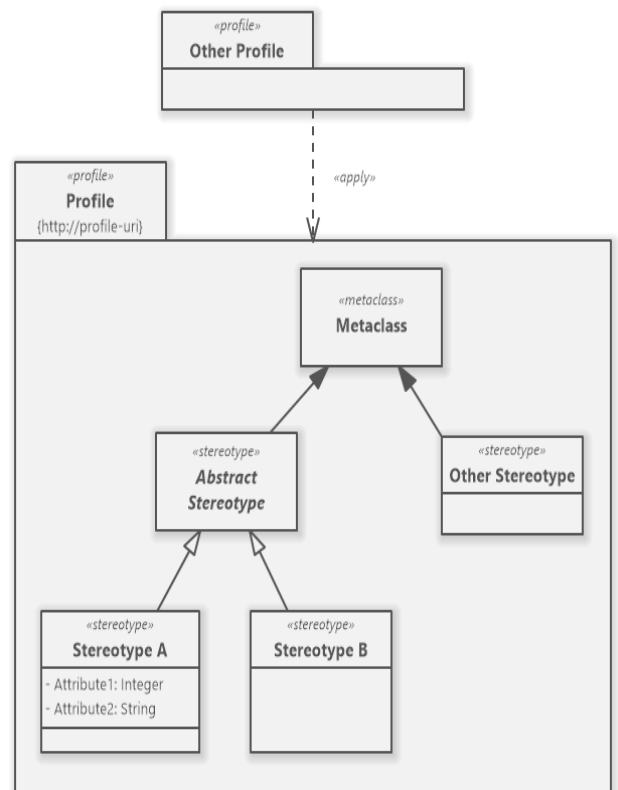 «profile»
Other Profile
«apply»
«profile»
Profile
{http://profile-uri}
«metaclass»
Metaclass
«stereotype»
Abstract
Stereotype
«stereotype»
Other Stereotype
«stereotype»
Stereotype A
- Attribute1: Integer
- Attribute2: String
«stereotype»
Stereotype B